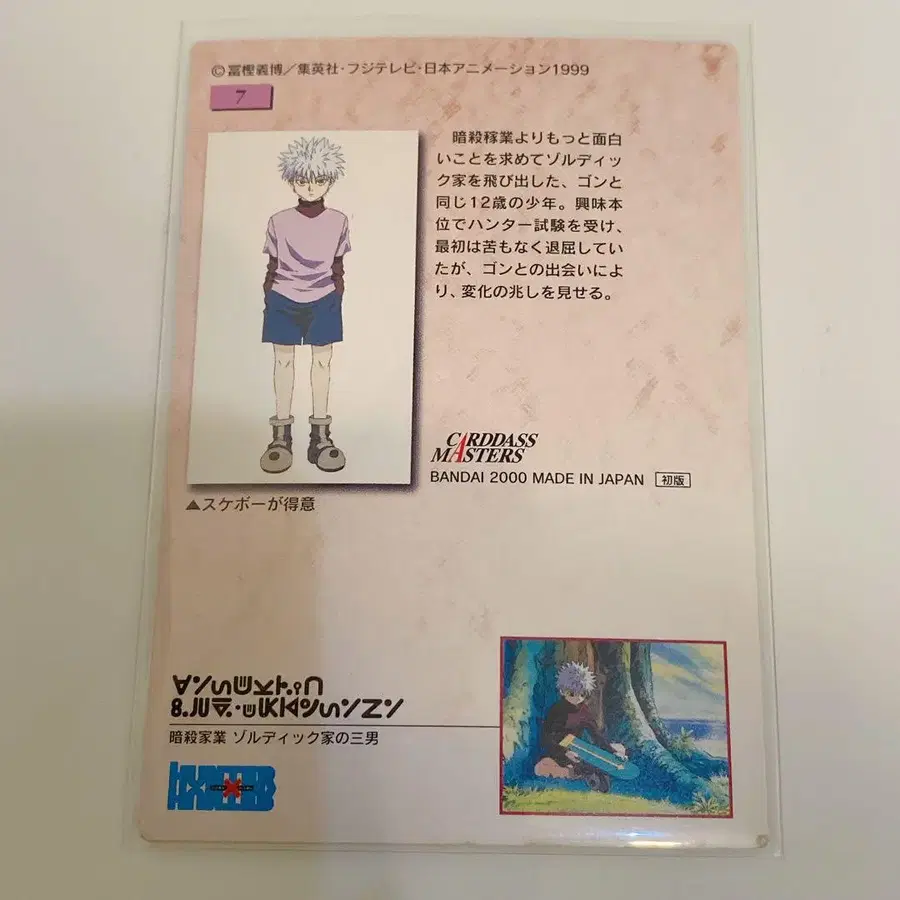 ©冨樫義博／集英社・フジテレビ・日本アニメーション1999
7
暗殺稼業よりもっと面白
いことを求めてゾルディッ
ク家を飛び出した、ゴンと
同じ12歳の少年。興味本
位でハンター試験を受け、
最初は苦もなく退屈してい
たが、ゴンとの出会いによ
り、変化の兆しを見せる。
CARDDASS
MASTERS
BANDAI 2000 MADE IN JAPAN 初版
▲スケボーが得意
暗殺家業 ゾルディック家の三男
HUNTER
HUNTER